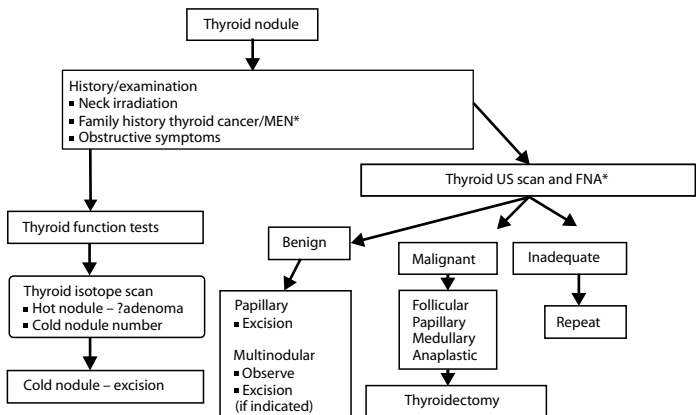 Thyroid nodule
History/examination
▪ Neck irradiation
▪ Family history thyroid cancer/MEN*
▪ Obstructive symptoms
Thyroid US scan and FNA*
Thyroid function tests
Benign
Malignant
Inadequate
Thyroid isotope scan
▪ Hot nodule – ?adenoma
▪ Cold nodule number
Papillary
▪ Excision
Multinodular
▪ Observe
▪ Excision
(if indicated)
Follicular
Papillary
Medullary
Anaplastic
Repeat
Cold nodule – excision
Thyroidectomy